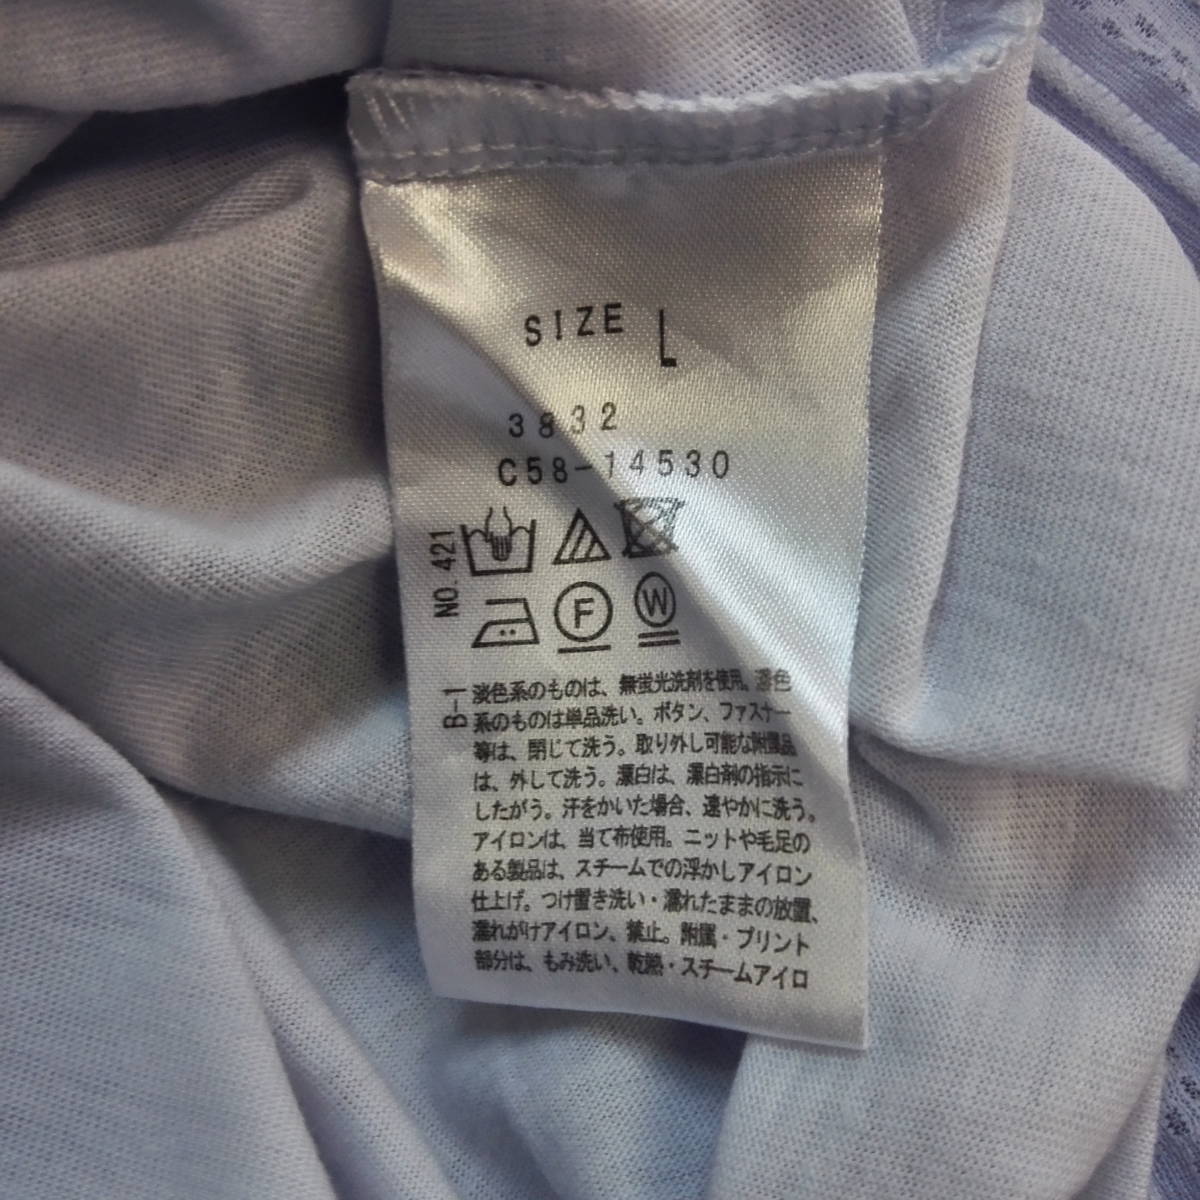 SIZE L
3832
C58-14530
NO.421
F W
B-1
淡色系のものは、無蛍光洗剤を使用。濃色
系のものは単品洗い。ボタン、ファスナー
等は、閉じて洗う。取り外し可能な附属品
は、外して洗う。漂白は、漂白剤の指示に
したがう。汗をかいた場合、速やかに洗う。
アイロンは、当て布使用。ニットや毛足の
ある製品は、スチームでの浮かしアイロン
仕上げ。つけ置き洗い・濡れたままの放置、
濡れがけアイロン、禁止。附属・プリント
部分は、もみ洗い、乾熱・スチームアイロ